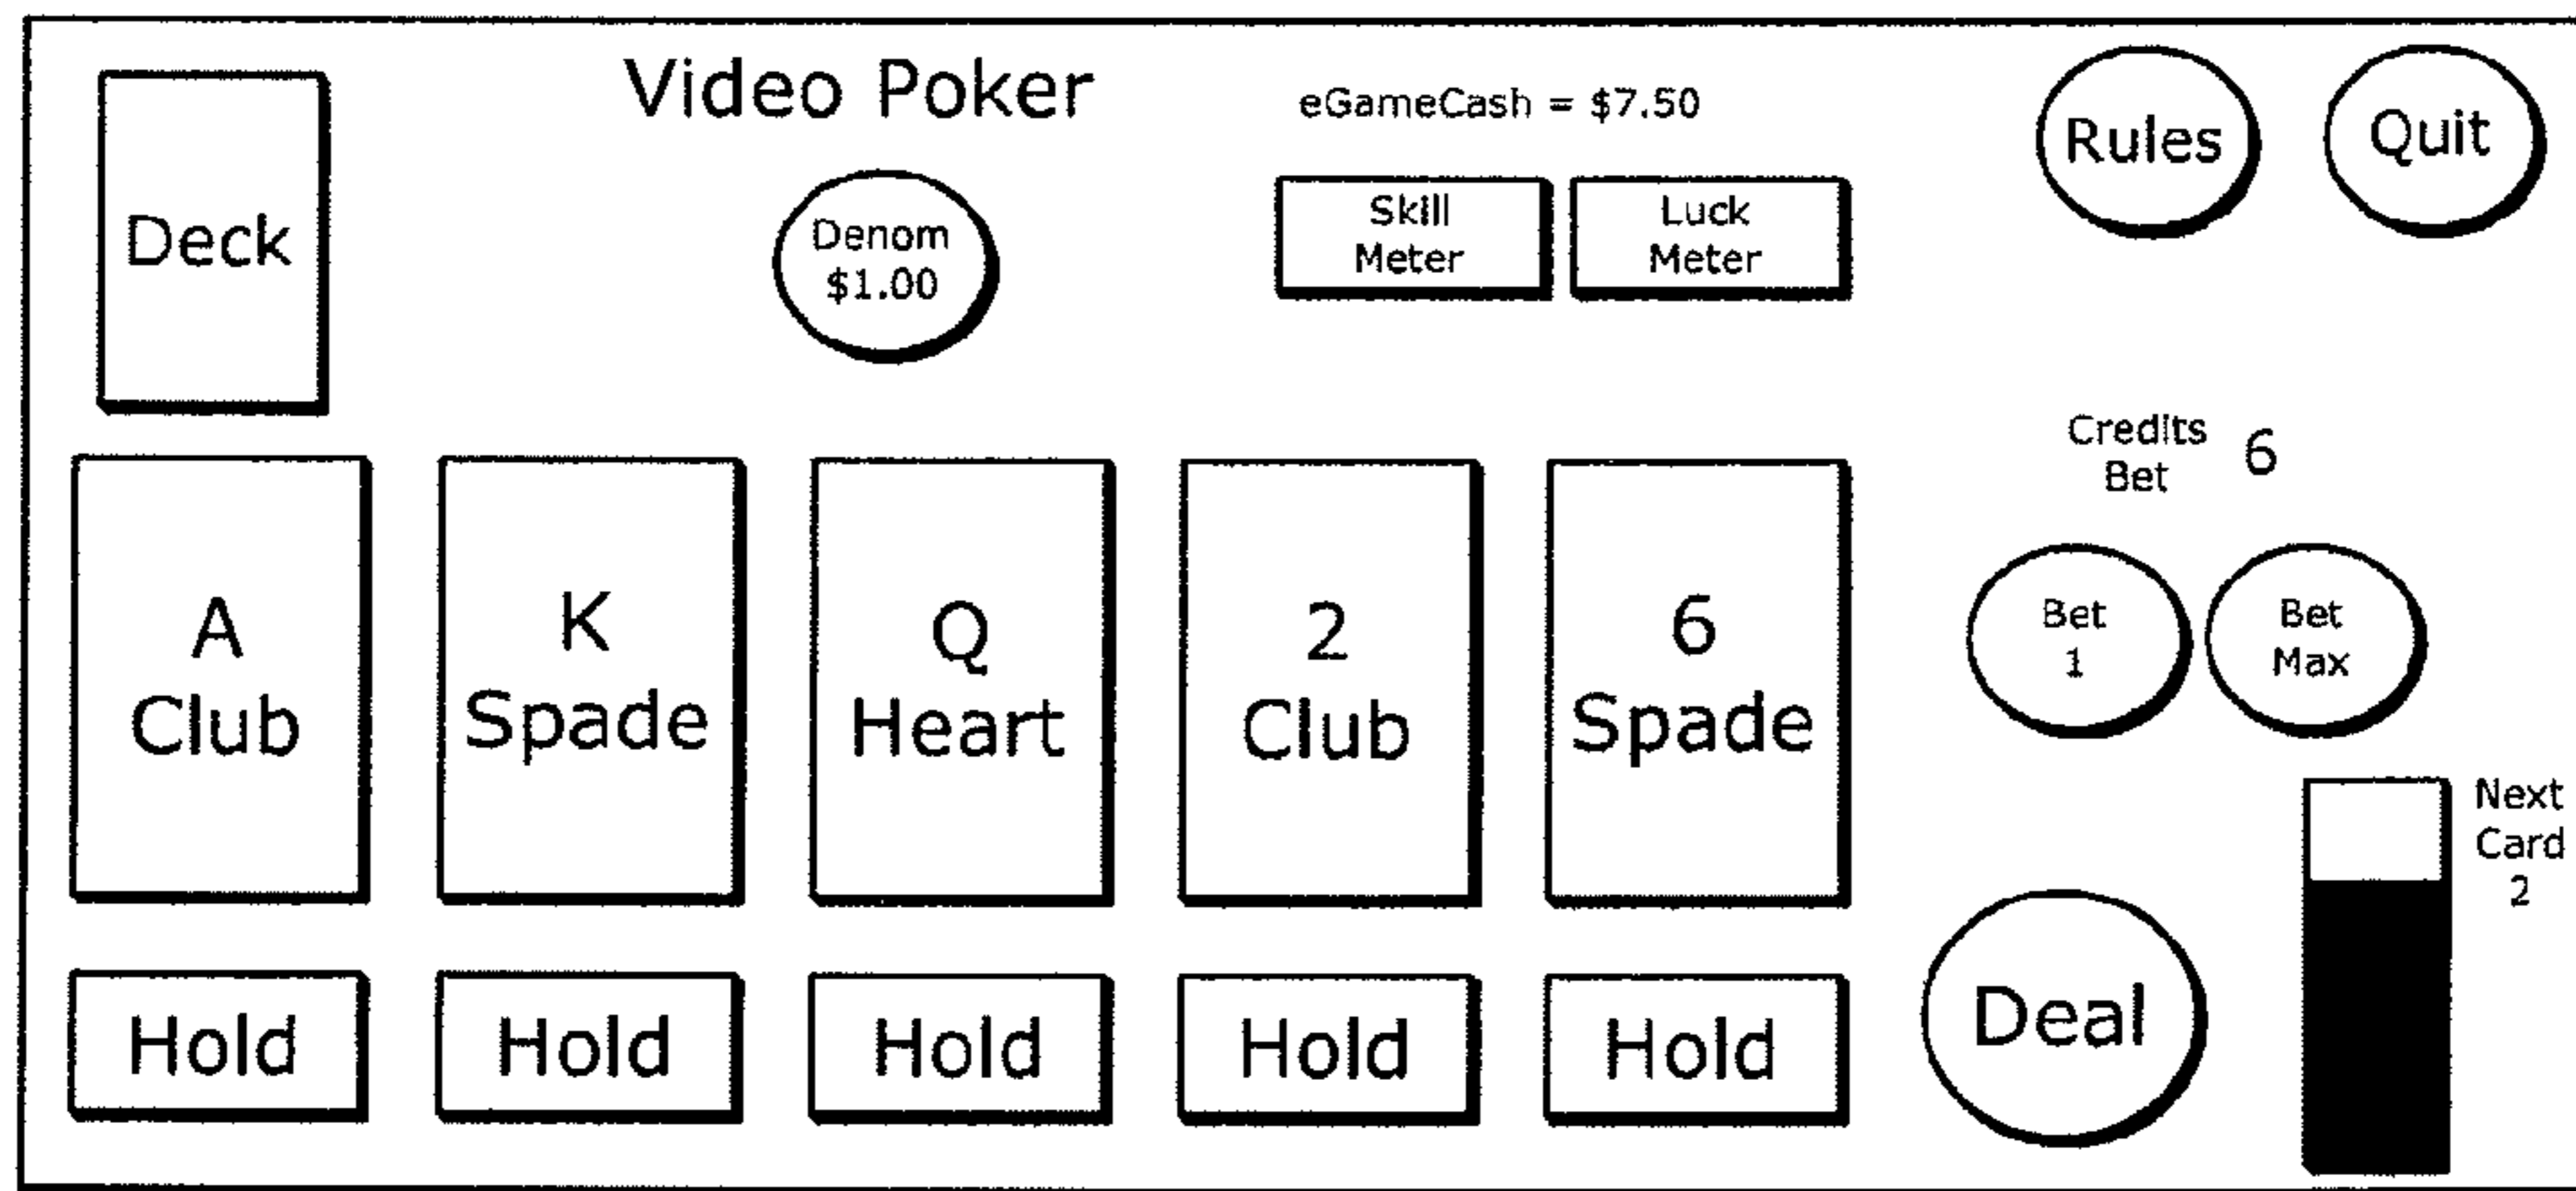 Video Poker
eGameCash = $7.50
Rules
Quit
Deck
Denom
$1.00
Skill
Meter
Luck
Meter
Credits
Bet
6
A
Club
K
Spade
Q
Heart
2
Club
6
Spade
Bet
1
Bet
Max
Next
Card
2
Hold
Hold
Hold
Hold
Hold
Deal